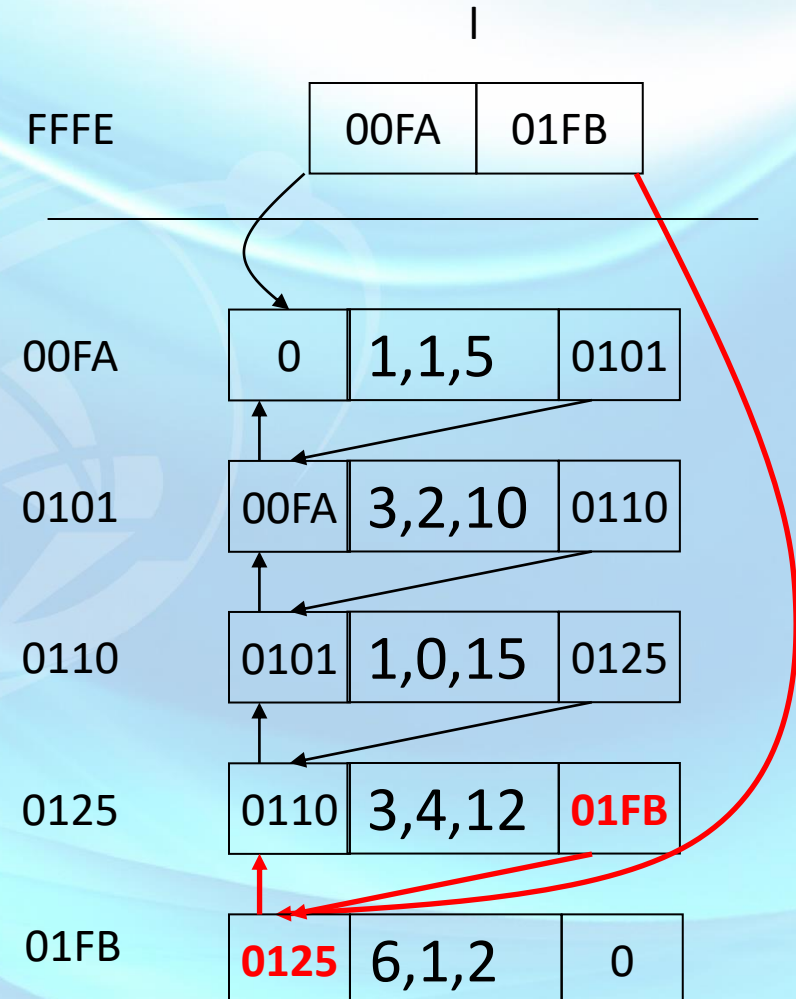 l
FFFE 00FA 01FB
00FA 0 1,1,5 0101
0101 00FA 3,2,10 0110
0110 0101 1,0,15 0125
0125 0110 3,4,12 01FB
01FB 0125 6,1,2 0